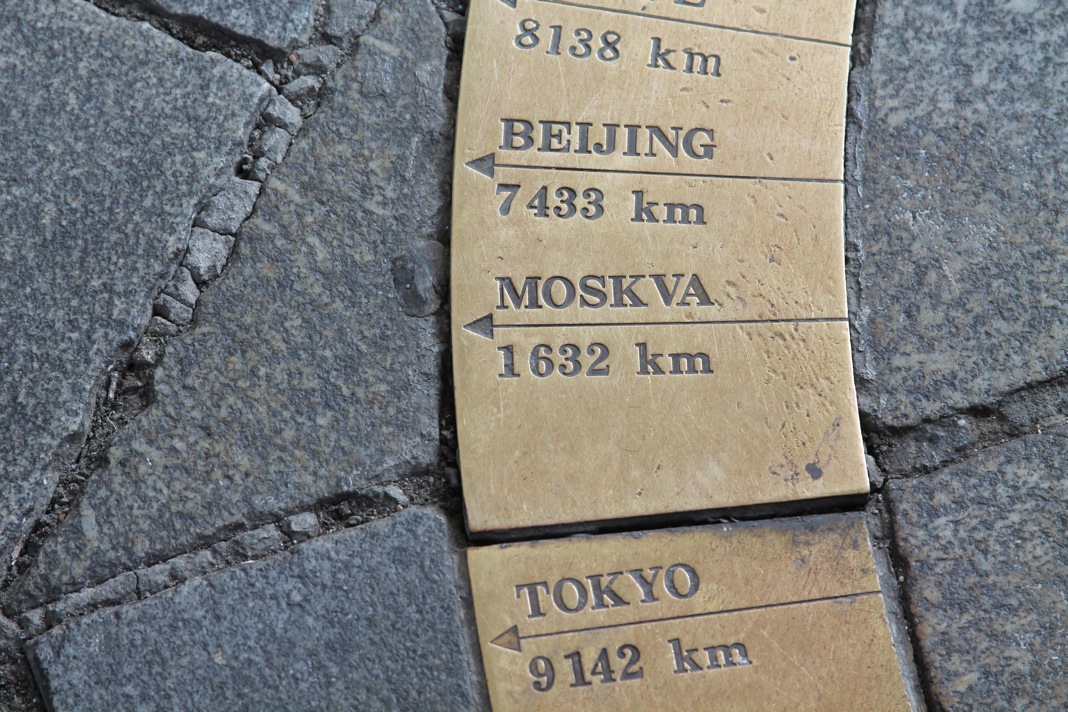 8138 km
BEIJING
7433 km
MOSKVA
1632 km
TOKYO
9142 km